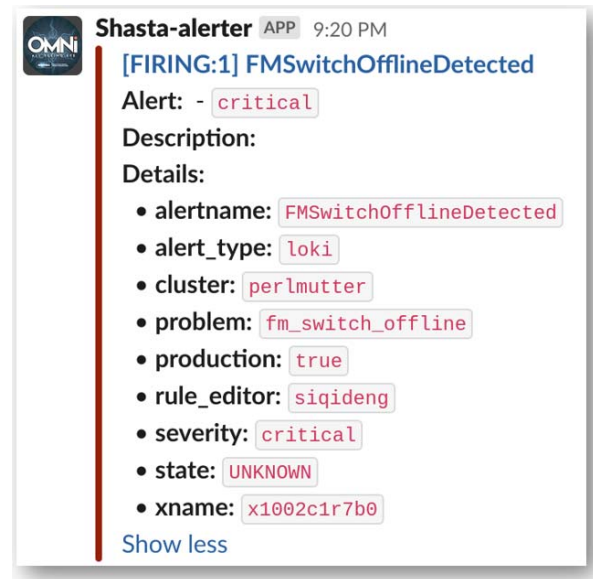 OMNI
Shasta-alerter APP 9:20 PM
[FIRING:1] FMSwitchOfflineDetected
Alert: - critical
Description:
Details:
• alertname: FMSwitchOfflineDetected
• alert_type: loki
• cluster: perlmutter
• problem: fm_switch_offline
• production: true
• rule_editor: siqideng
• severity: critical
• state: UNKNOWN
• xname: x1002c1r7b0
Show less